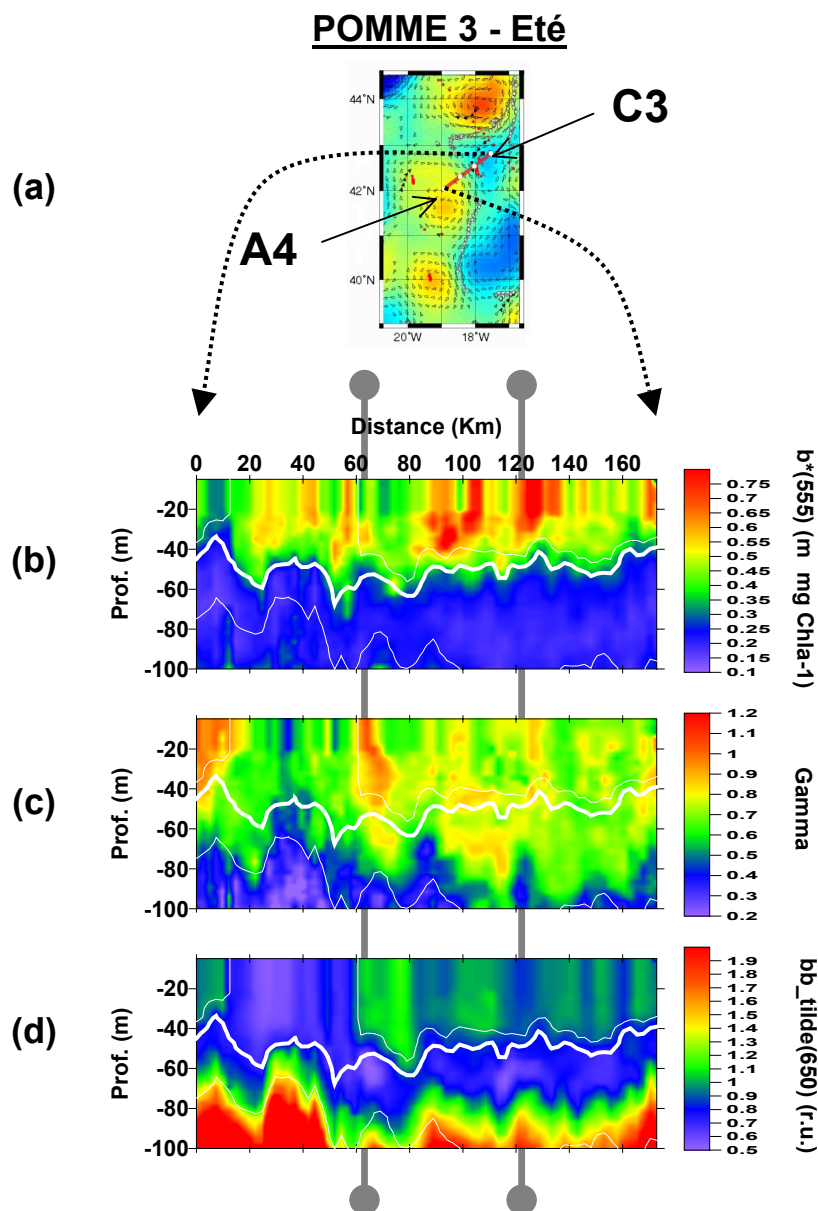 POMME 3 - Eté
(a)
44°N
42°N
40°N
20°W 18°W
C3
A4
Distance (Km)
0 20 40 60 80 100 120 140 160
(b)
Prof. (m)
-20
-40
-60
-80
-100
0.75
0.7
0.65
0.6
0.55
0.5
0.45
0.4
0.35
0.3
0.25
0.2
0.15
0.1
b*(555) (m mg Chla-1)
(c)
Prof. (m)
-20
-40
-60
-80
-100
1.2
1.1
1
0.9
0.8
0.7
0.6
0.5
0.4
0.3
0.2
Gamma
(d)
Prof. (m)
-20
-40
-60
-80
-100
1.9
1.8
1.7
1.6
1.5
1.4
1.3
1.2
1.1
1
0.9
0.8
0.7
0.6
0.5
bb_tilde(650) (r.u.)